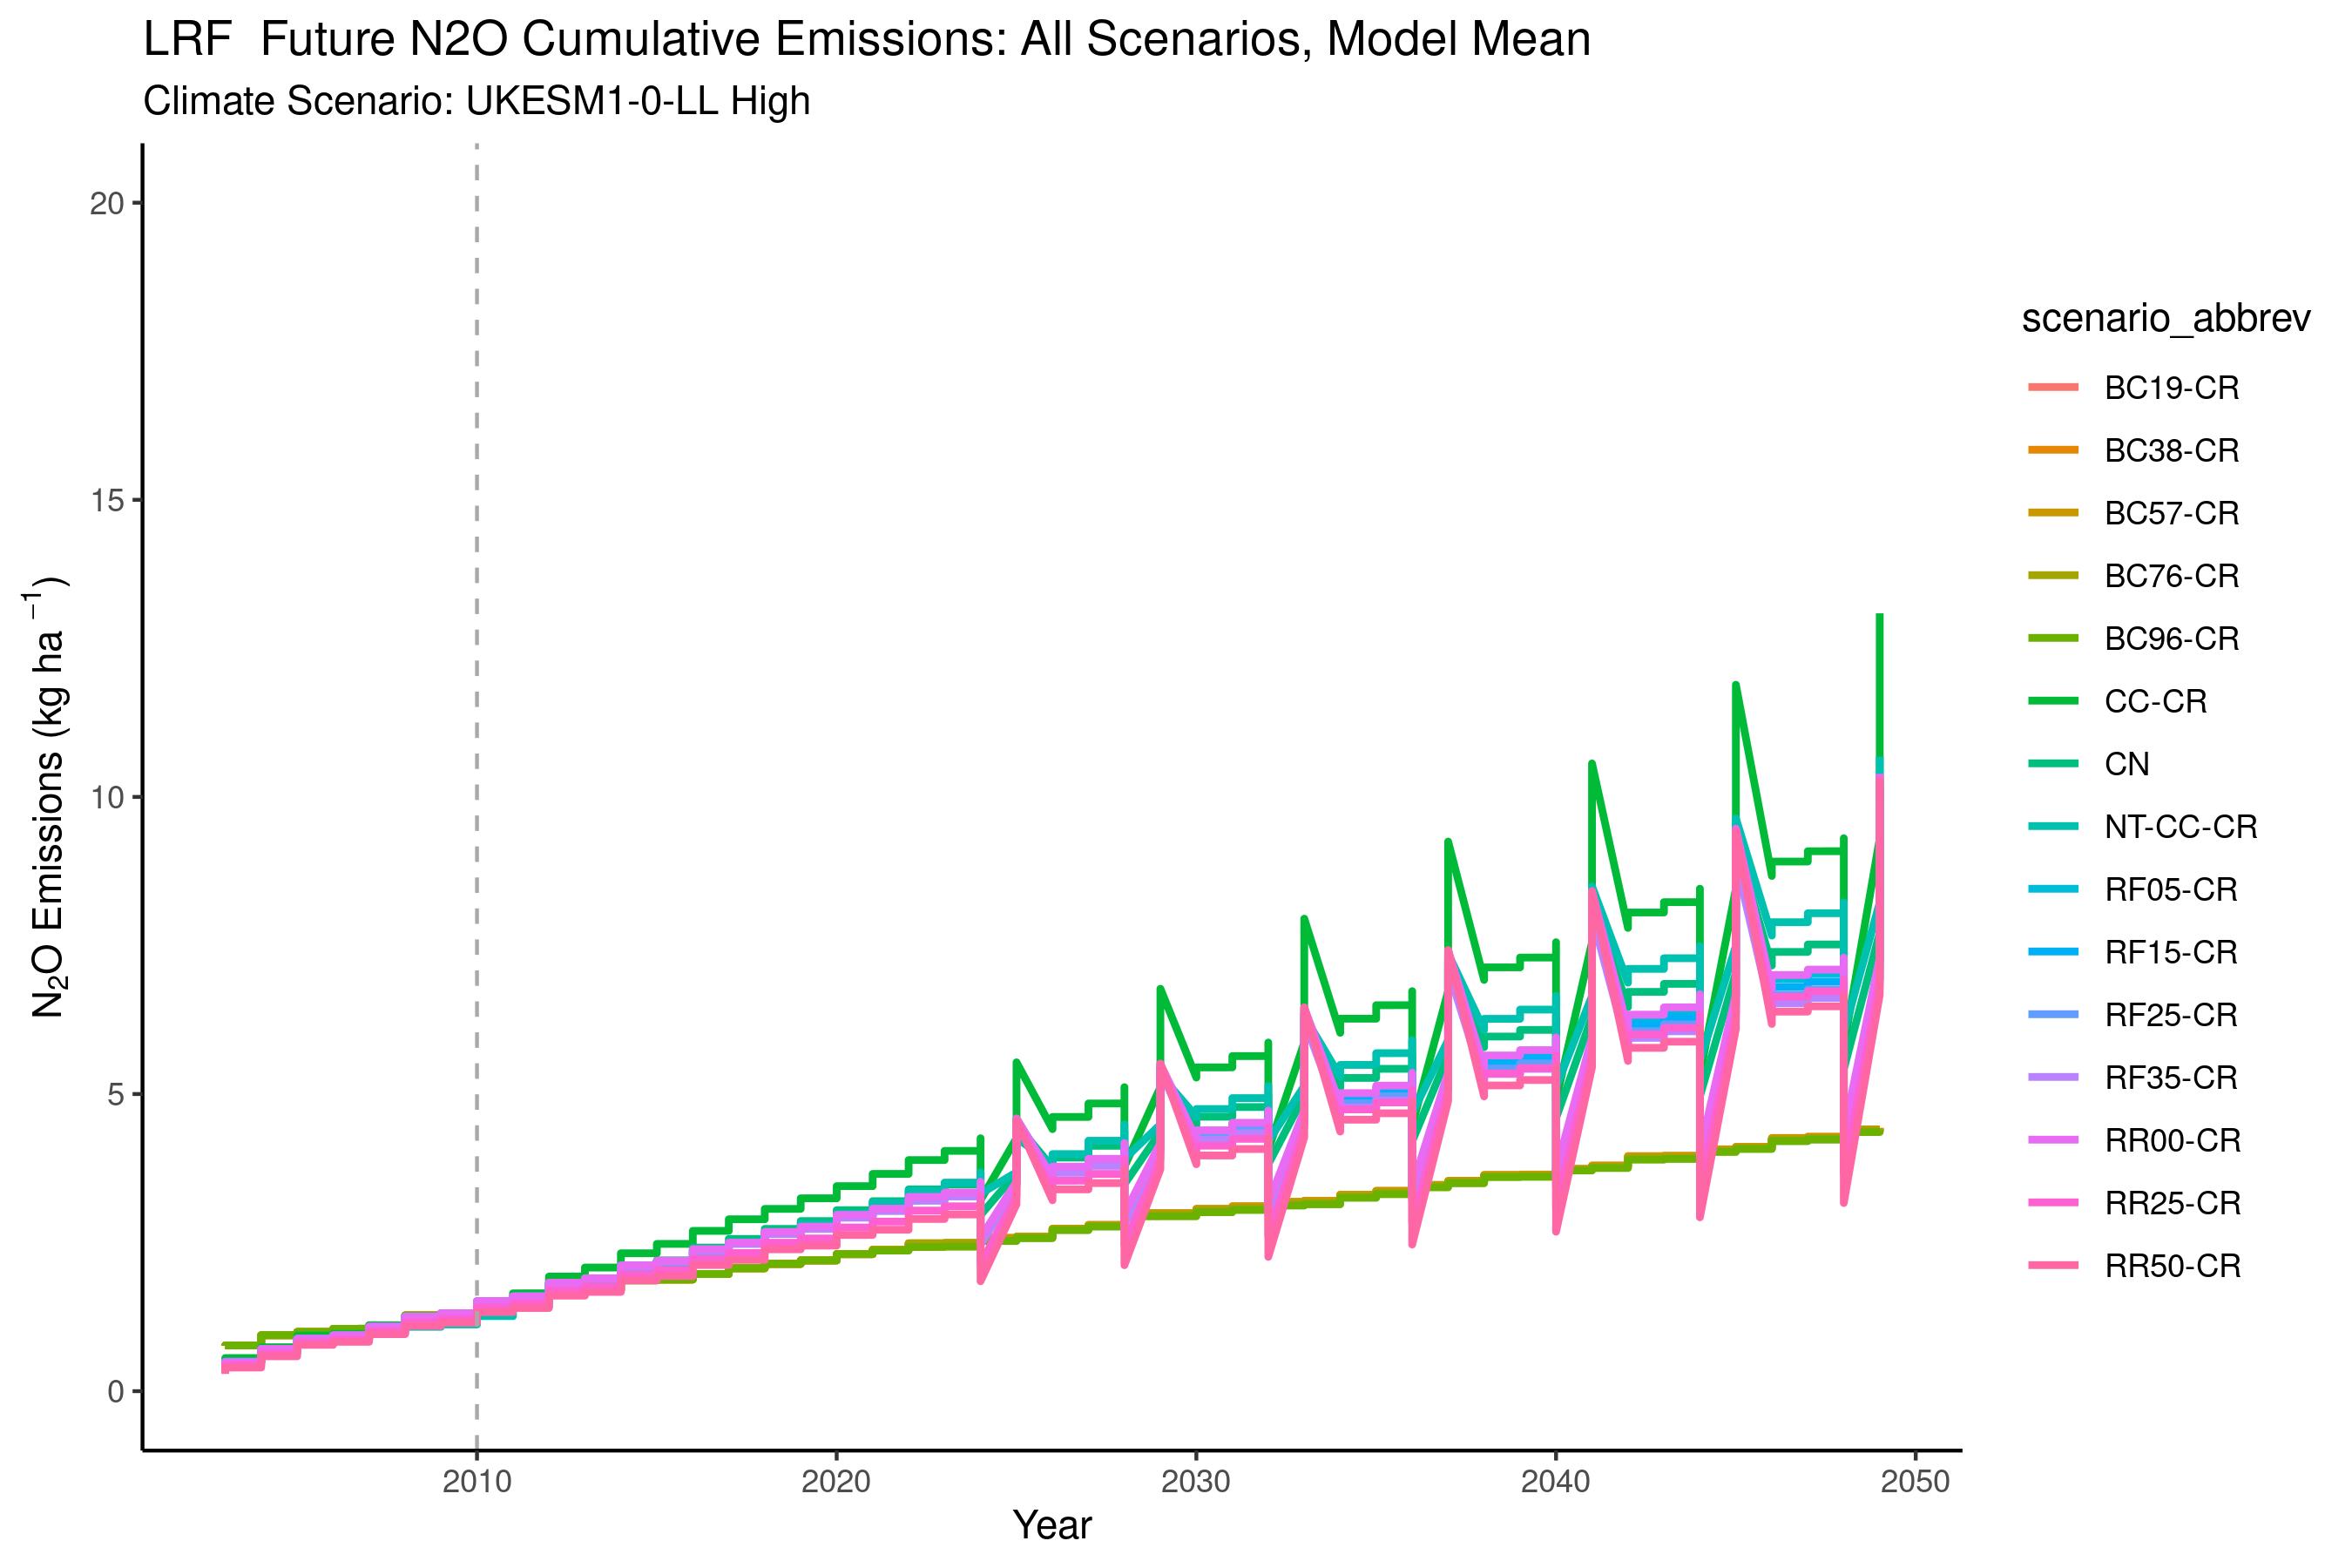 LRF  Future N2O Cumulative Emissions: All Scenarios, Model Mean
Climate Scenario: UKESM1-0-LL High
N₂O Emissions (kg ha ⁻¹)
20
15
10
5
0
2010
2020
2030
2040
2050
Year
scenario_abbrev
BC19-CR
BC38-CR
BC57-CR
BC76-CR
BC96-CR
CC-CR
CN
NT-CC-CR
RF05-CR
RF15-CR
RF25-CR
RF35-CR
RR00-CR
RR25-CR
RR50-CR